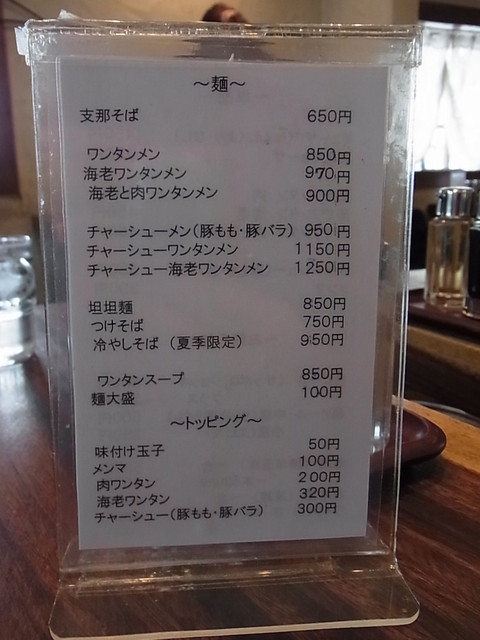 ～麺～
支那そば 650円
ワンタンメン 850円
海老ワンタンメン 970円
海老と肉ワンタンメン 900円
チャーシューメン(豚もも・豚バラ) 950円
チャーシューワンタンメン 1150円
チャーシュー海老ワンタンメン 1250円
坦坦麺 850円
つけそば 750円
冷やしそば (夏季限定) 950円
ワンタンスープ 850円
麺大盛 100円
～トッピング～
味付け玉子 50円
メンマ 100円
肉ワンタン 200円
海老ワンタン 320円
チャーシュー(豚もも・豚バラ) 300円